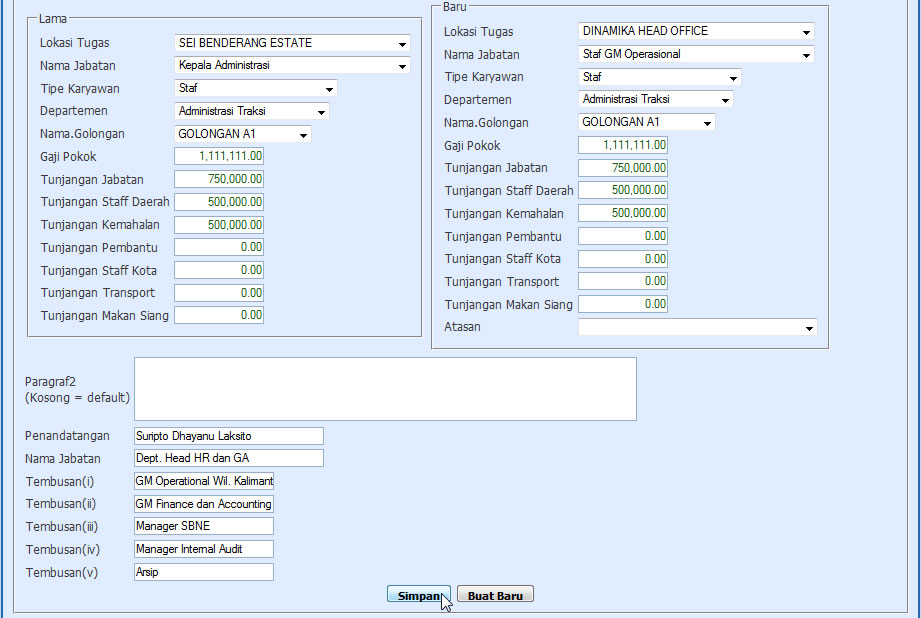 Lama
Lokasi Tugas SEI BENDERANG ESTATE
Nama Jabatan Kepala Administrasi
Tipe Karyawan Staf
Departemen Administrasi Traksi
Nama.Golongan GOLONGAN A1
Gaji Pokok 1,111,111.00
Tunjangan Jabatan 750,000.00
Tunjangan Staff Daerah 500,000.00
Tunjangan Kemahalan 500,000.00
Tunjangan Pembantu 0.00
Tunjangan Staff Kota 0.00
Tunjangan Transport 0.00
Tunjangan Makan Siang 0.00
Baru
Lokasi Tugas DINAMIKA HEAD OFFICE
Nama Jabatan Staf GM Operasional
Tipe Karyawan Staf
Departemen Administrasi Traksi
Nama.Golongan GOLONGAN A1
Gaji Pokok 1,111,111.00
Tunjangan Jabatan 750,000.00
Tunjangan Staff Daerah 500,000.00
Tunjangan Kemahalan 500,000.00
Tunjangan Pembantu 0.00
Tunjangan Staff Kota 0.00
Tunjangan Transport 0.00
Tunjangan Makan Siang 0.00
Atasan
Paragraf2
(Kosong = default)
Penandatangan Suripto Dhayanu Laksito
Nama Jabatan Dept. Head HR dan GA
Tembusan(i) GM Operational Wil. Kalimant
Tembusan(ii) GM Finance dan Accounting
Tembusan(iii) Manager SBNE
Tembusan(iv) Manager Internal Audit
Tembusan(v) Arsip
Simpan Buat Baru